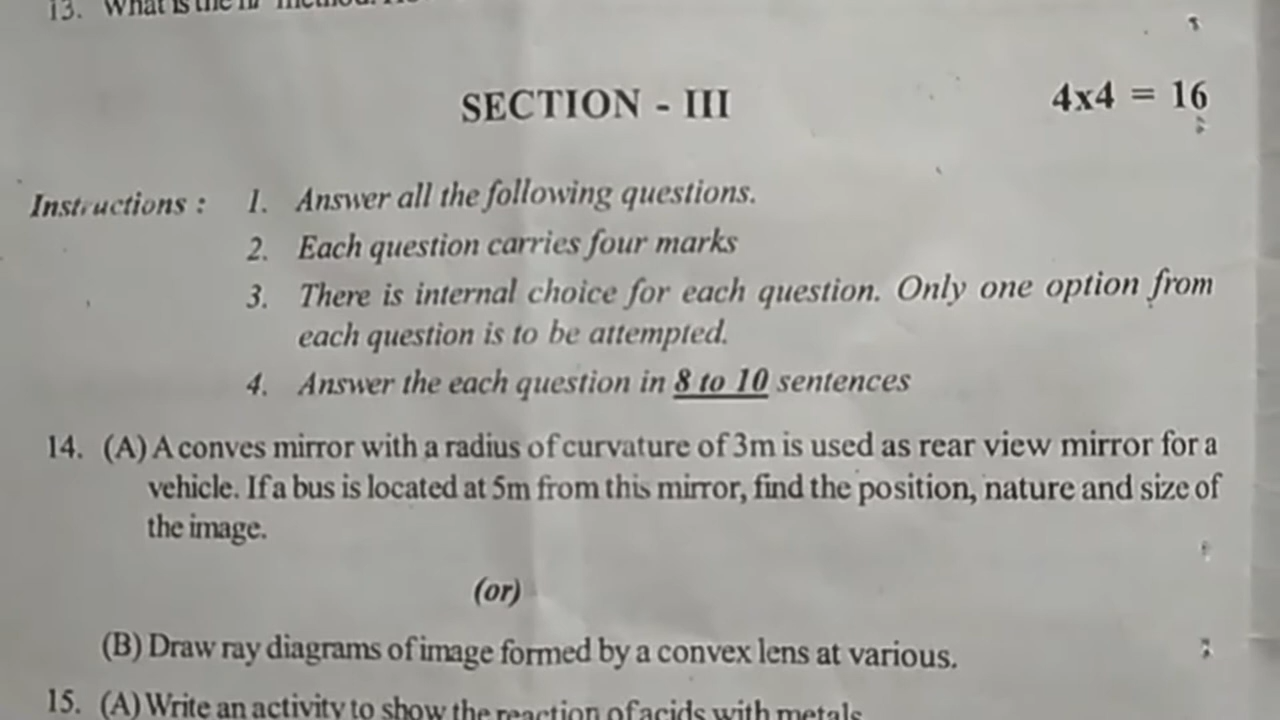 13. What is the
SECTION - III
4x4 = 16
Instructions : 1. Answer all the following questions.
2. Each question carries four marks
3. There is internal choice for each question. Only one option from
each question is to be attempted.
4. Answer the each question in 8 to 10 sentences
14. (A) A conves mirror with a radius of curvature of 3m is used as rear view mirror for a
vehicle. If a bus is located at 5m from this mirror, find the position, nature and size of
the image.
(or)
(B) Draw ray diagrams of image formed by a convex lens at various.
15. (A) Write an activity to show the reaction of acids with metals